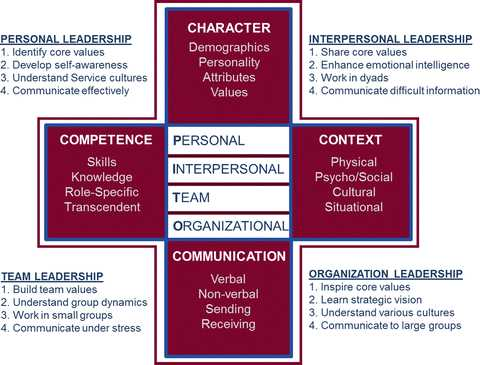 PERSONAL LEADERSHIP
1. Identify core values
2. Develop self-awareness
3. Understand Service cultures
4. Communicate effectively
CHARACTER
Demographics
Personality
Attributes
Values
INTERPERSONAL LEADERSHIP
1. Share core values
2. Enhance emotional intelligence
3. Work in dyads
4. Communicate difficult information
COMPETENCE
Skills
Knowledge
Role-Specific
Transcendent
PERSONAL
INTERPERSONAL
TEAM
ORGANIZATIONAL
CONTEXT
Physical
Psycho/Social
Cultural
Situational
TEAM LEADERSHIP
1. Build team values
2. Understand group dynamics
3. Work in small groups
4. Communicate under stress
COMMUNICATION
Verbal
Non-verbal
Sending
Receiving
ORGANIZATION LEADERSHIP
1. Inspire core values
2. Learn strategic vision
3. Understand various cultures
4. Communicate to large groups